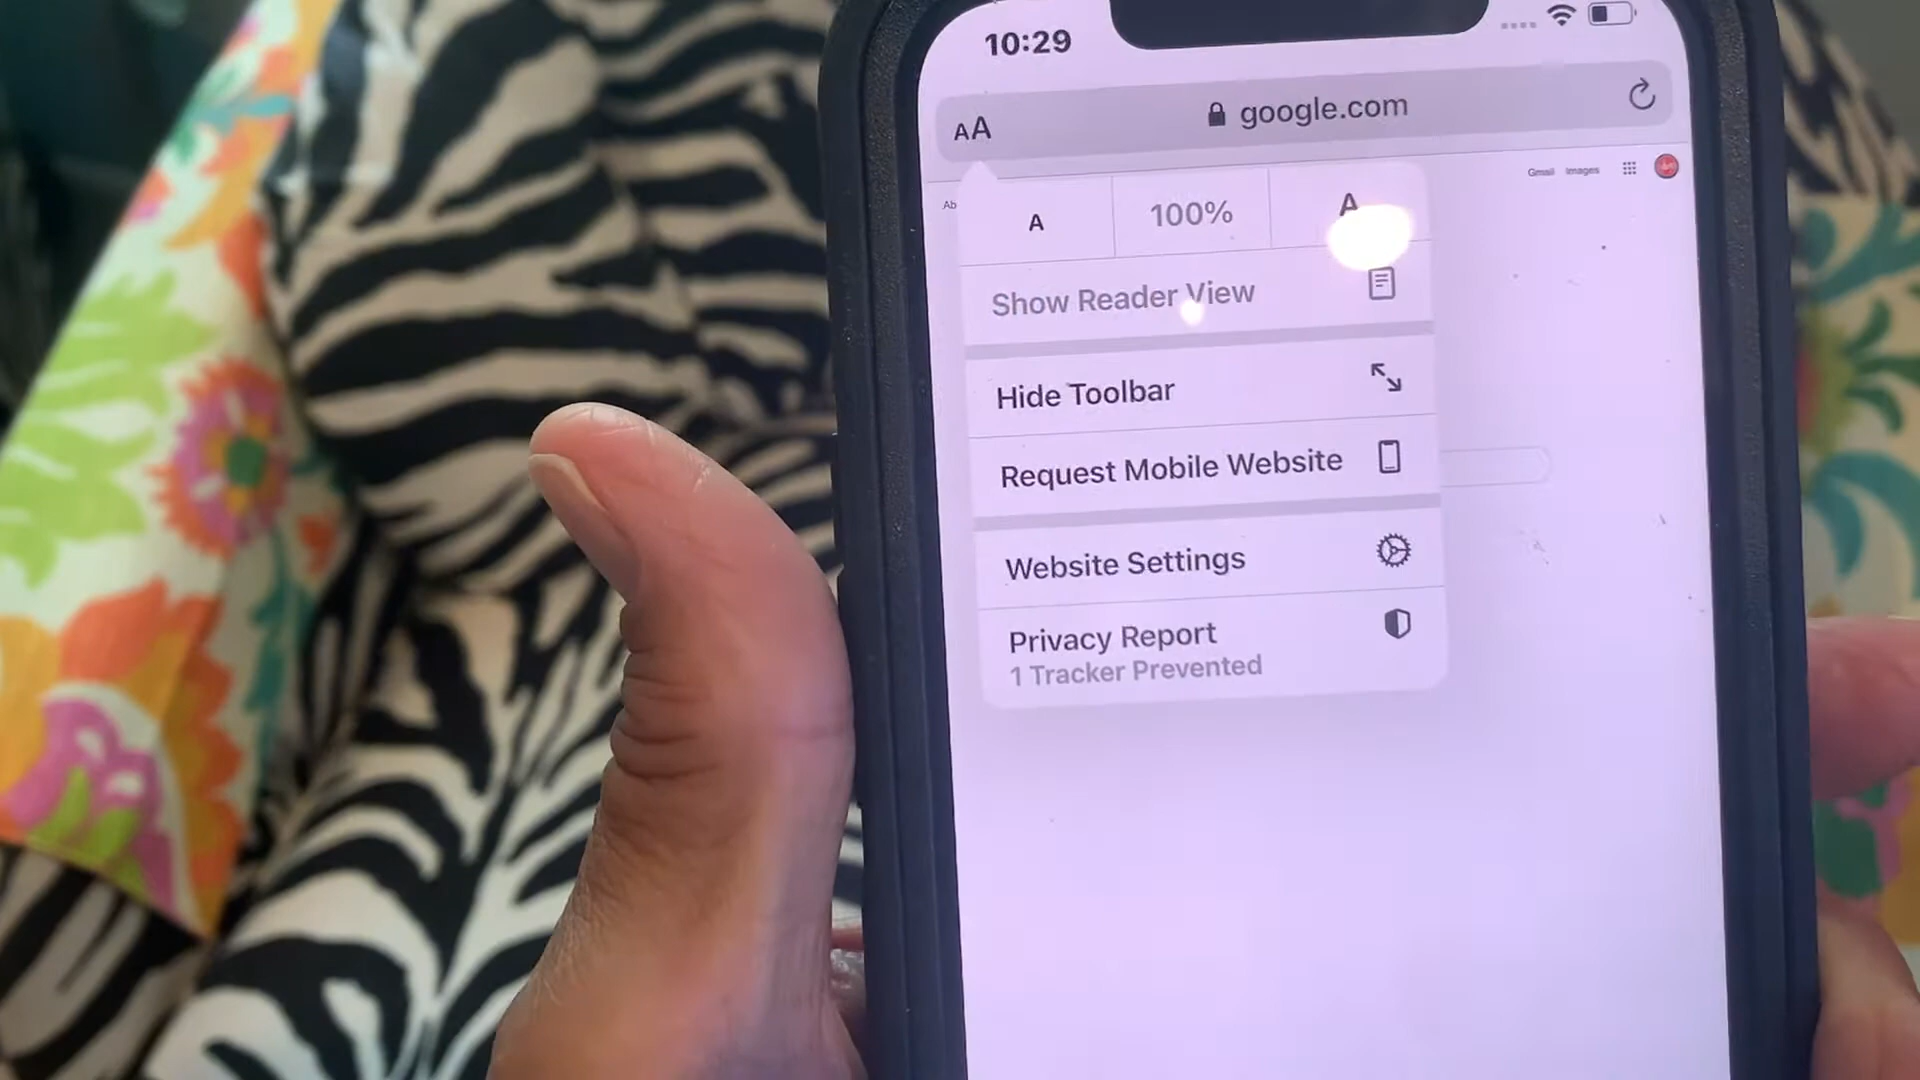 10:29
AA google.com
Gmail Images
Ab
A 100% A
Show Reader View
Hide Toolbar
Request Mobile Website
Website Settings
Privacy Report
1 Tracker Prevented